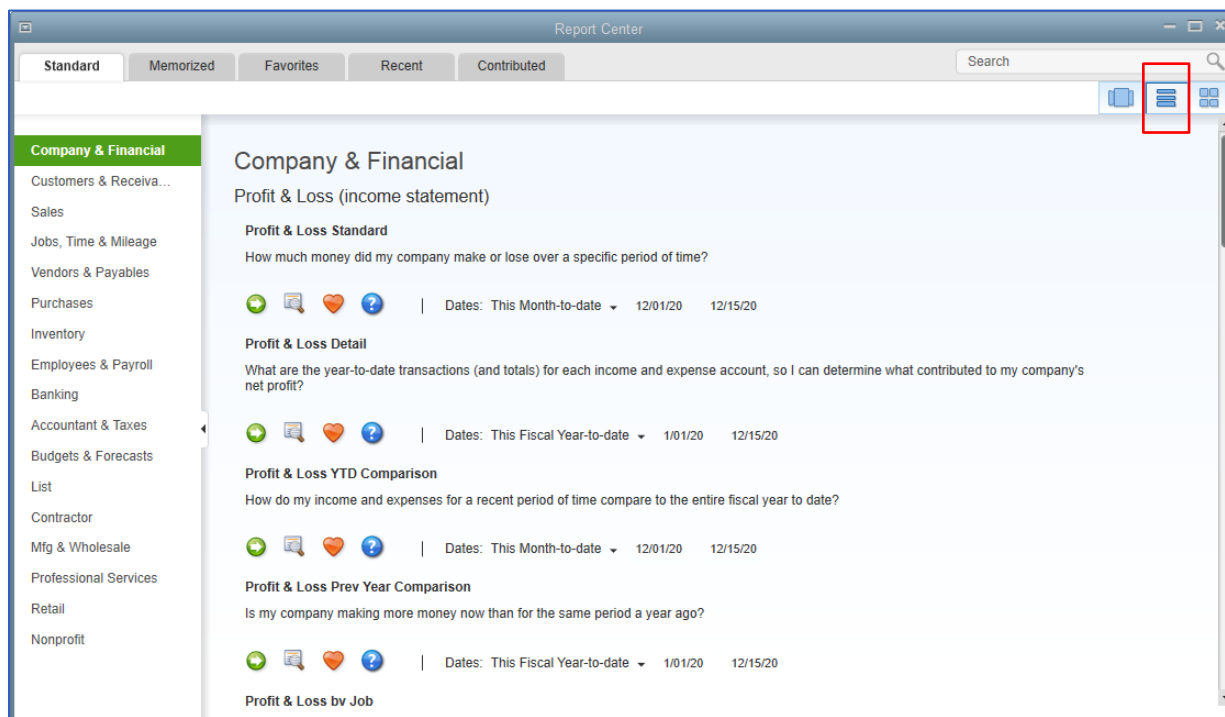 Report Center
Standard Memorized Favorites Recent Contributed Search
Company & Financial
Customers & Receiva...
Sales
Jobs, Time & Mileage
Vendors & Payables
Purchases
Inventory
Employees & Payroll
Banking
Accountant & Taxes
Budgets & Forecasts
List
Contractor
Mfg & Wholesale
Professional Services
Retail
Nonprofit
Company & Financial
Profit & Loss (income statement)
Profit & Loss Standard
How much money did my company make or lose over a specific period of time?
? | Dates: This Month-to-date 12/01/20 12/15/20
Profit & Loss Detail
What are the year-to-date transactions (and totals) for each income and expense account, so I can determine what contributed to my company's
net profit?
? | Dates: This Fiscal Year-to-date 1/01/20 12/15/20
Profit & Loss YTD Comparison
How do my income and expenses for a recent period of time compare to the entire fiscal year to date?
? | Dates: This Month-to-date 12/01/20 12/15/20
Profit & Loss Prev Year Comparison
Is my company making more money now than for the same period a year ago?
? | Dates: This Fiscal Year-to-date 1/01/20 12/15/20
Profit & Loss by Job